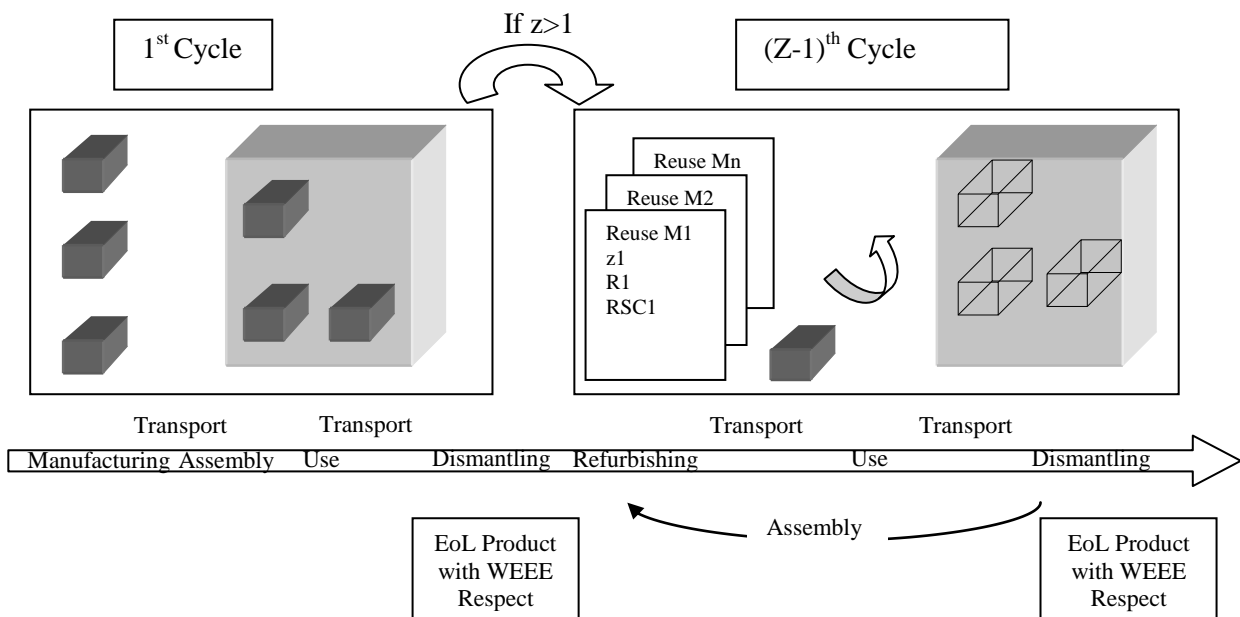 If z>1
1st Cycle
(Z-1)th Cycle
Reuse Mn
Reuse M2
Reuse M1
z1
R1
RSC1
Transport Transport Transport Transport
Manufacturing Assembly Use Dismantling Refurbishing Use Dismantling
Assembly
EoL Product
with WEEE
Respect
EoL Product
with WEEE
Respect